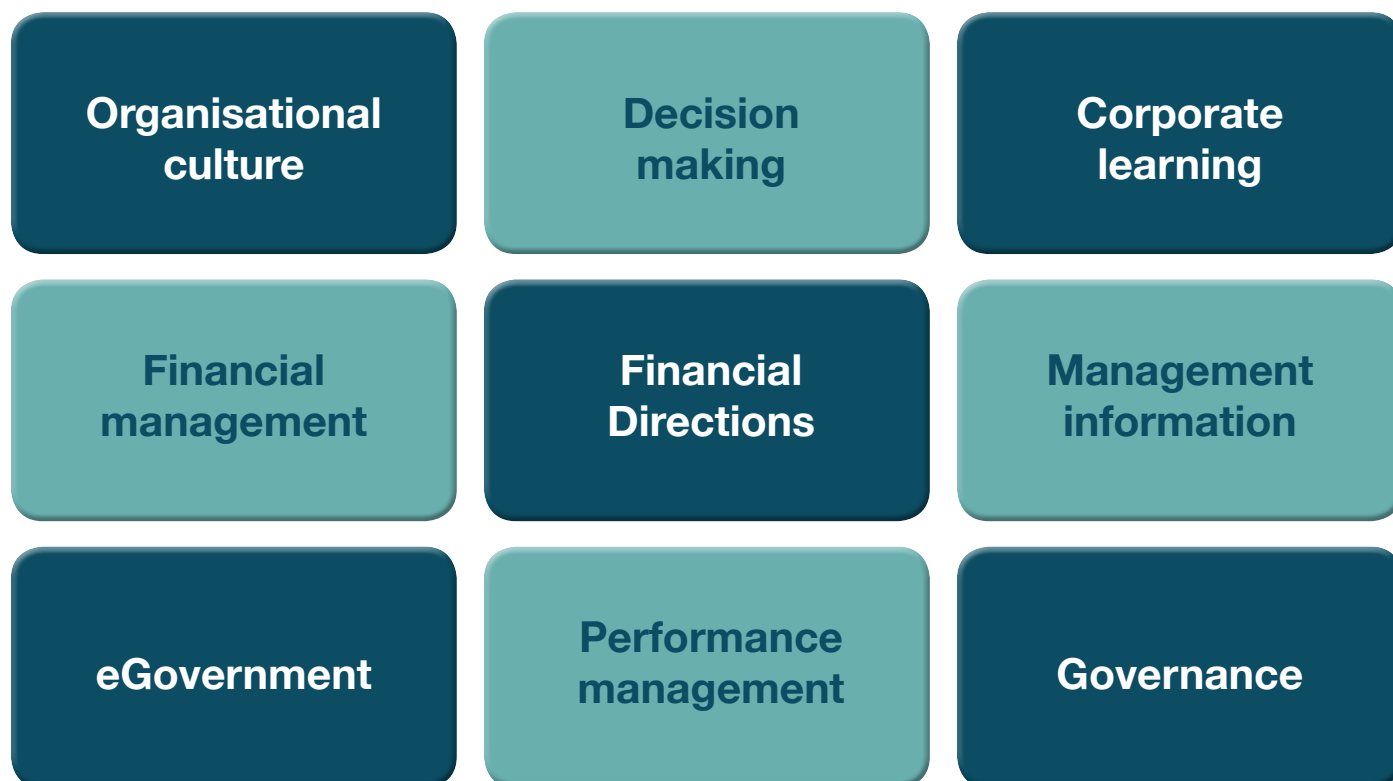 Organisational
culture
Decision
making
Corporate
learning
Financial
management
Financial
Directions
Management
information
eGovernment
Performance
management
Governance